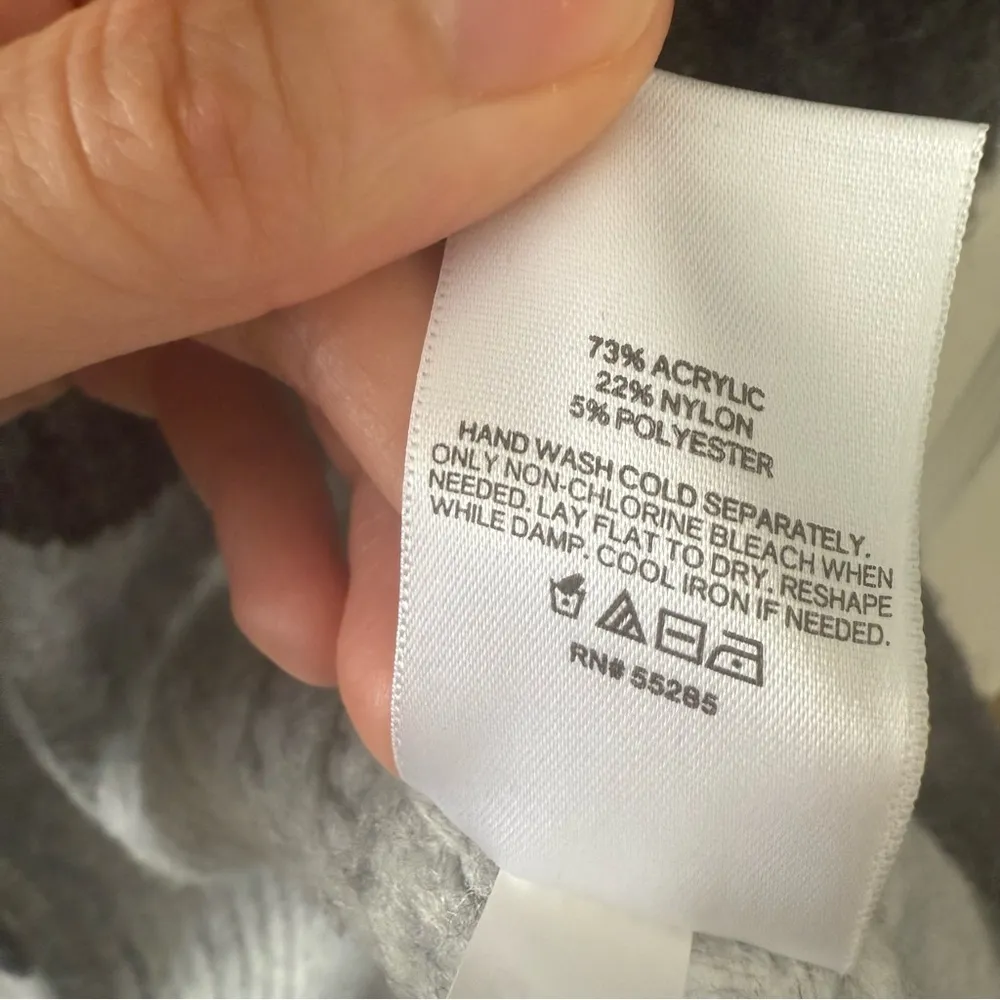 73% ACRYLIC
22% NYLON
5% POLYESTER
HAND WASH COLD SEPARATELY.
ONLY NON-CHLORINE BLEACH WHEN
NEEDED. LAY FLAT TO DRY. RESHAPE
WHILE DAMP. COOL IRON IF NEEDED.
RN# 55285